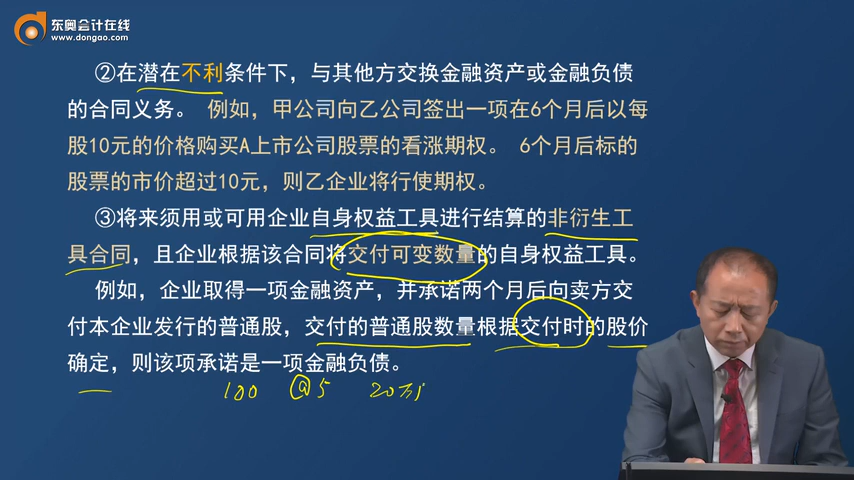 东奥会计在线
www.dongao.com
②在潜在不利条件下，与其他方交换金融资产或金融负债
的合同义务。 例如，甲公司向乙公司签出一项在6个月后以每
股10元的价格购买A上市公司股票的看涨期权。 6个月后标的
股票的市价超过10元，则乙企业将行使期权。
③将来须用或可用企业自身权益工具进行结算的非衍生工
具合同，且企业根据该合同将交付可变数量的自身权益工具。
例如，企业取得一项金融资产，并承诺两个月后向卖方交
付本企业发行的普通股，交付的普通股数量根据交付时的股价
确定，则该项承诺是一项金融负债。
100 @5 20万